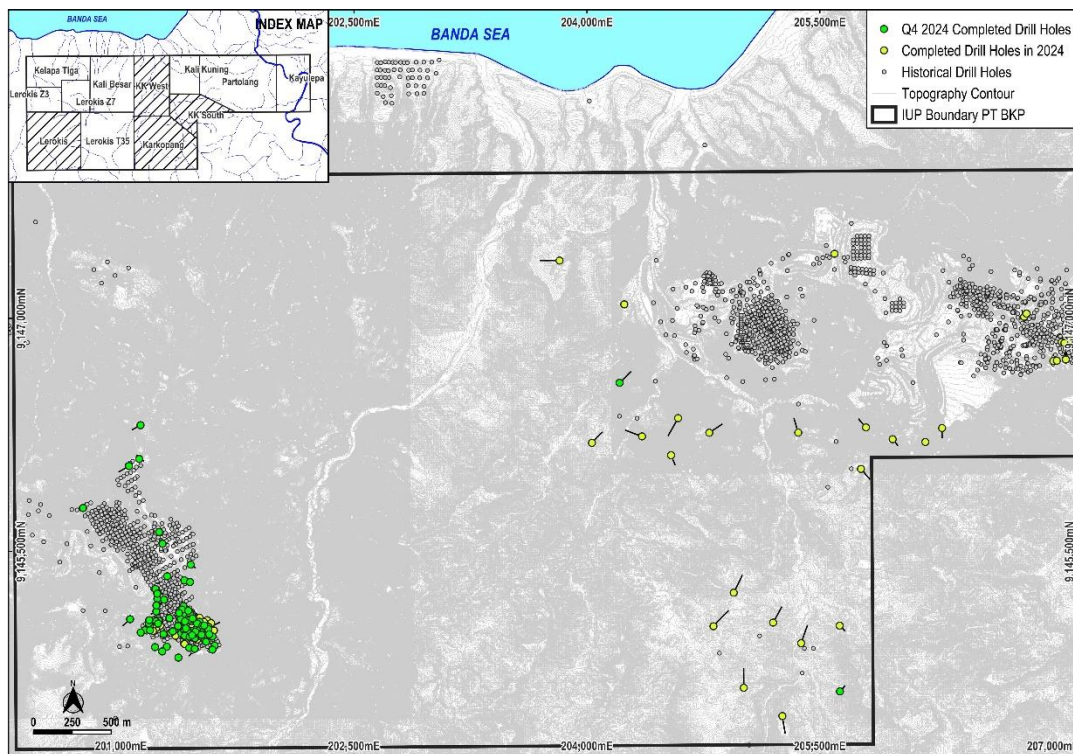 BANDA SEA
INDEX MAP
Kelapa Tiga
Kali Besar
KK West
Kali Kuning
Partolang
Kayulepa
Lerokis Z3
Lerokis Z7
KK South
Lerokis
Lerokis T35
Karkopang
202,500mE
204,000mE
205,500mE
BANDA SEA
Q4 2024 Completed Drill Holes
Completed Drill Holes in 2024
Historical Drill Holes
Topography Contour
IUP Boundary PT BKP
9,147,000mN
9,147,000mN
9,145,500mN
9,145,500mN
N
0 250 500 m
201,000mE
202,500mE
204,000mE
205,500mE
207,000mE